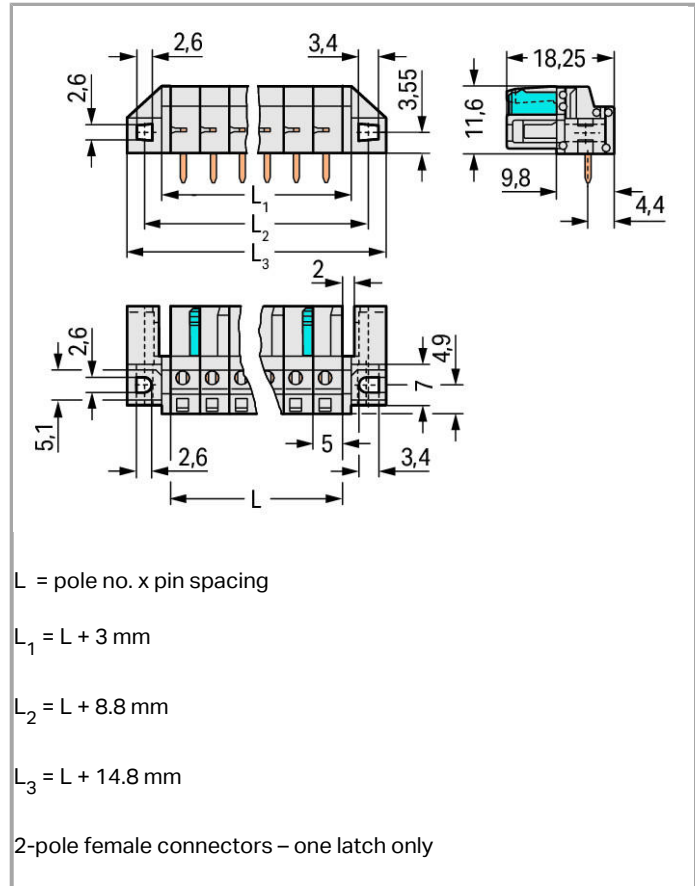 2,6
3,4
18,25
2,6
3,55
11,6
9,8
4,4
L1
L2
L3
2
2,6
4,9
7
5,1
2,6
5
3,4
L
L = pole no. x pin spacing
L1 = L + 3 mm
L2 = L + 8.8 mm
L3 = L + 14.8 mm
2-pole female connectors – one latch only